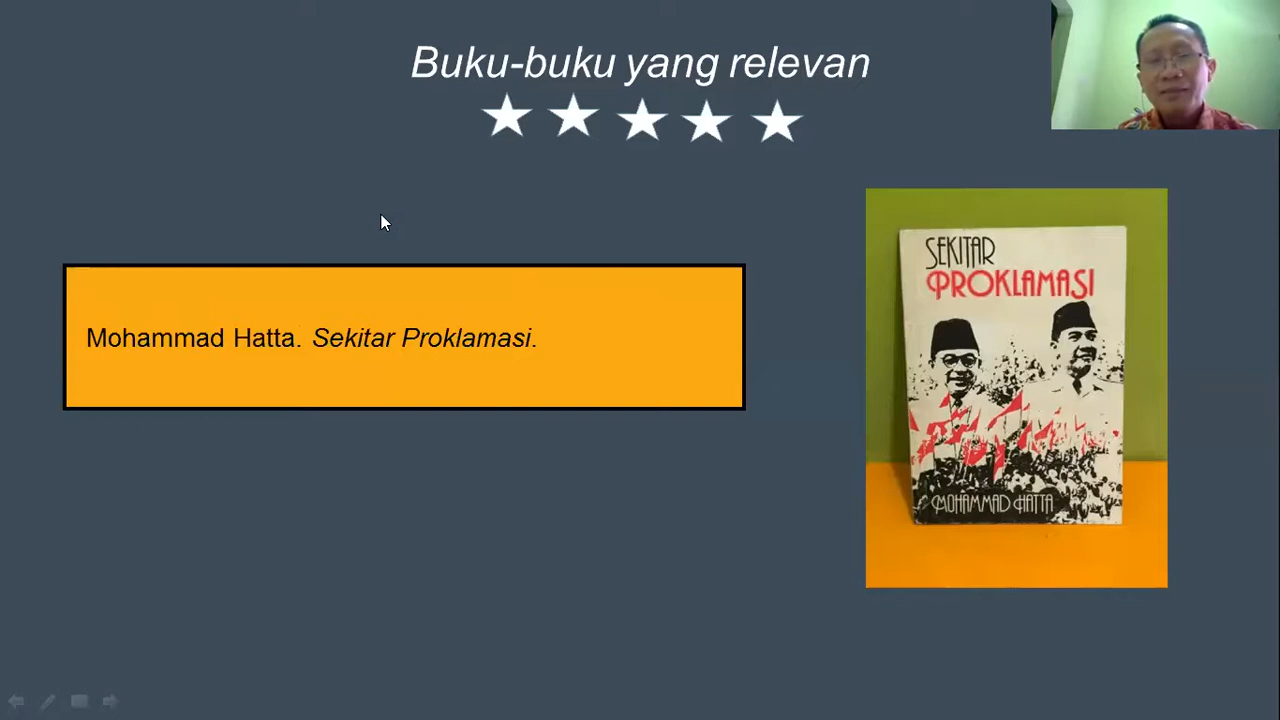 Buku-buku yang relevan
Mohammad Hatta. Sekitar Proklamasi.
SEKITAR
PROKLAMASI
MOHAMMAD HATTA